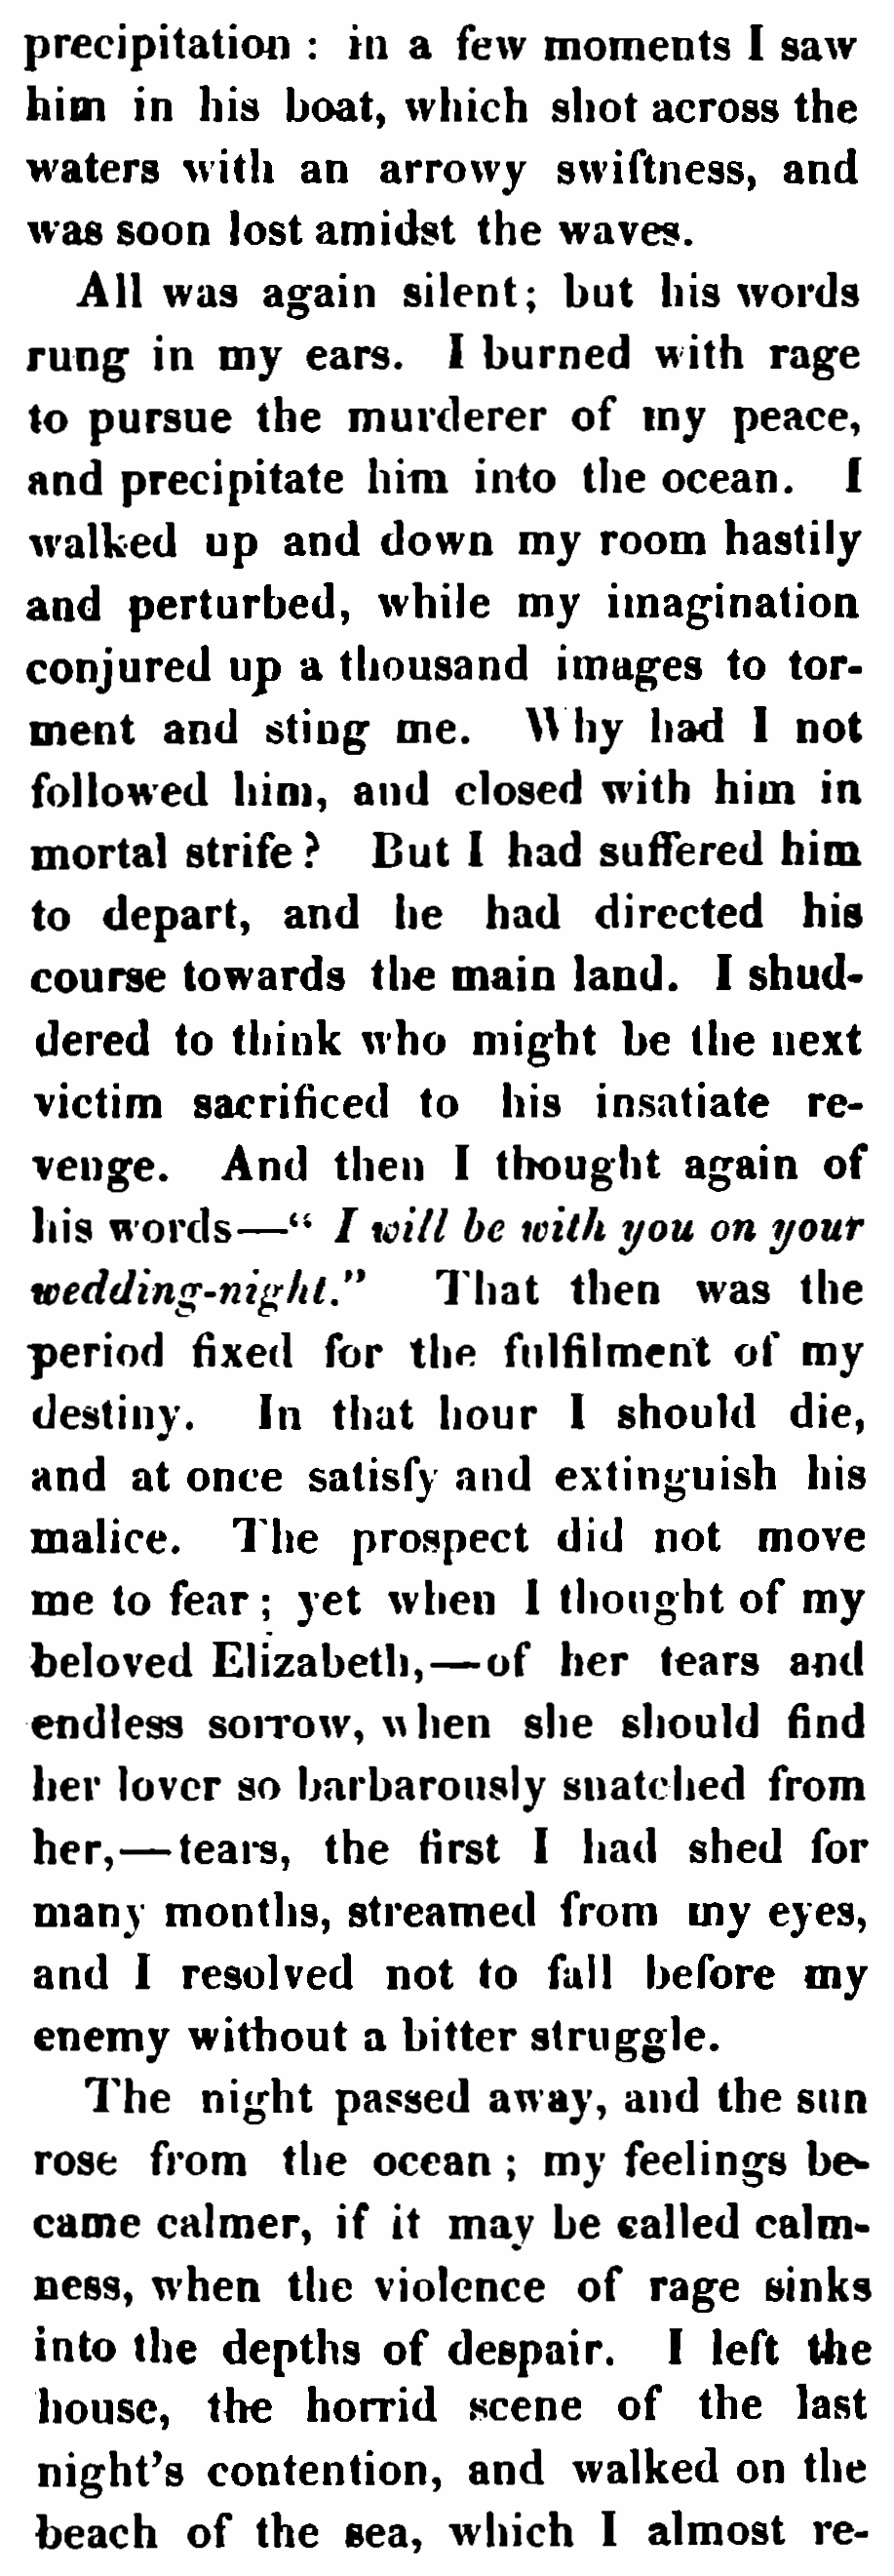 precipitation : in a few moments I saw
him in his boat, which shot across the
waters with an arrowy swiftness, and
was soon lost amidst the waves.
All was again silent; but his words
rung in my ears. I burned with rage
to pursue the murderer of my peace,
and precipitate him into the ocean. I
walked up and down my room hastily
and perturbed, while my imagination
conjured up a thousand images to tor-
ment and sting me. Why had I not
followed him, and closed with him in
mortal strife ? But I had suffered him
to depart, and he had directed his
course towards the main land. I shud-
dered to think who might be the next
victim sacrificed to his insatiate re-
venge. And then I thought again of
his words—“ I will be with you on your
wedding-night.” That then was the
period fixed for the fulfilment of my
destiny. In that hour I should die,
and at once satisfy and extinguish his
malice. The prospect did not move
me to fear ; yet when I thought of my
beloved Elizabeth,—of her tears and
endless sorrow, when she should find
her lover so barbarously snatched from
her,—tears, the first I had shed for
many months, streamed from my eyes,
and I resolved not to fall before my
enemy without a bitter struggle.
The night passed away, and the sun
rose from the ocean ; my feelings be-
came calmer, if it may be called calm-
ness, when the violence of rage sinks
into the depths of despair. I left the
house, the horrid scene of the last
night's contention, and walked on the
beach of the sea, which I almost re-